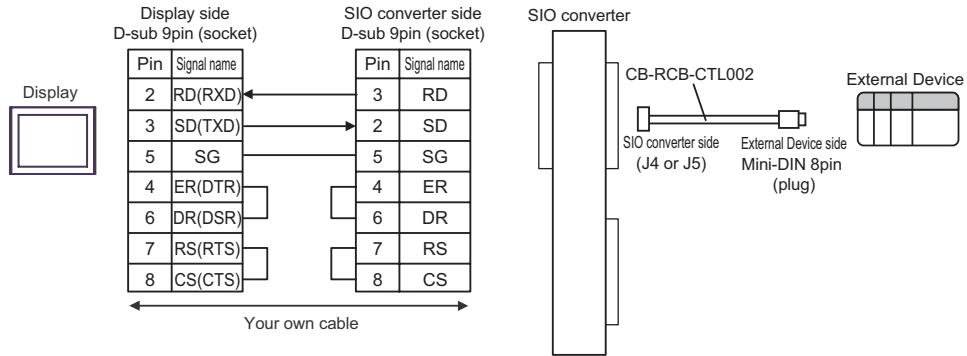 Display side
D-sub 9pin (socket)
SIO converter side
D-sub 9pin (socket)
SIO converter
Display
Pin Signal name
2 RD(RXD)
3 SD(TXD)
5 SG
4 ER(DTR)
6 DR(DSR)
7 RS(RTS)
8 CS(CTS)
Pin Signal name
3 RD
2 SD
5 SG
4 ER
6 DR
7 RS
8 CS
Your own cable
CB-RCB-CTL002
SIO converter side
(J4 or J5)
External Device side
Mini-DIN 8pin
(plug)
External Device